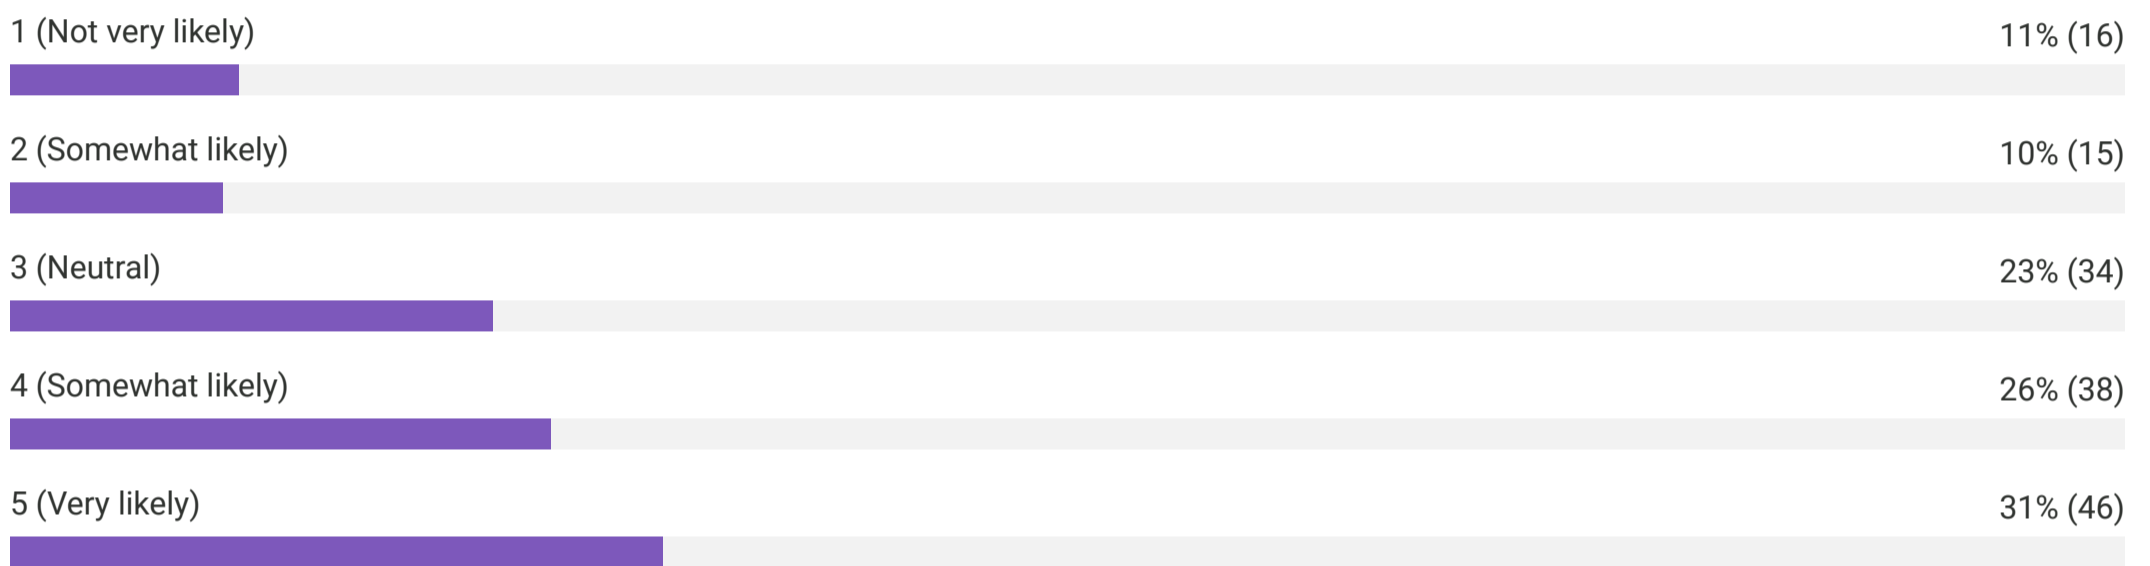 1 (Not very likely) 11% (16)
2 (Somewhat likely) 10% (15)
3 (Neutral) 23% (34)
4 (Somewhat likely) 26% (38)
5 (Very likely) 31% (46)